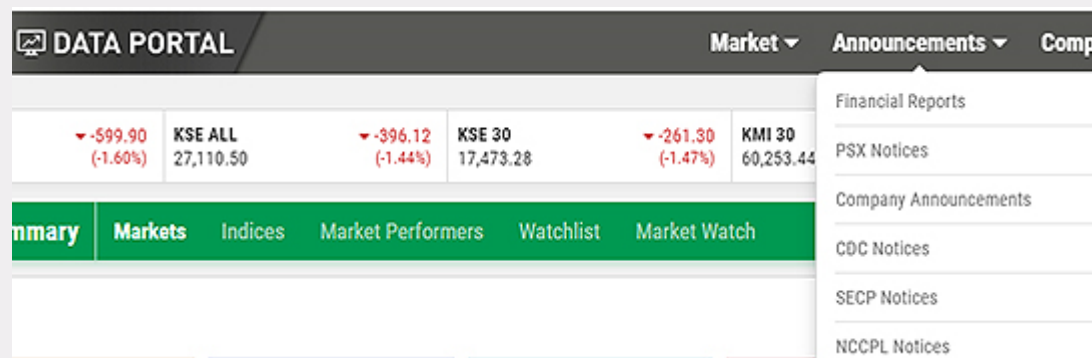 DATA PORTAL
Market
Announcements
Comp
-599.90
(-1.60%)
KSE ALL
27,110.50
-396.12
(-1.44%)
KSE 30
17,473.28
-261.30
(-1.47%)
KMI 30
60,253.44
Financial Reports
PSX Notices
Company Announcements
CDC Notices
SECP Notices
NCCPL Notices
mmary
Markets
Indices
Market Performers
Watchlist
Market Watch